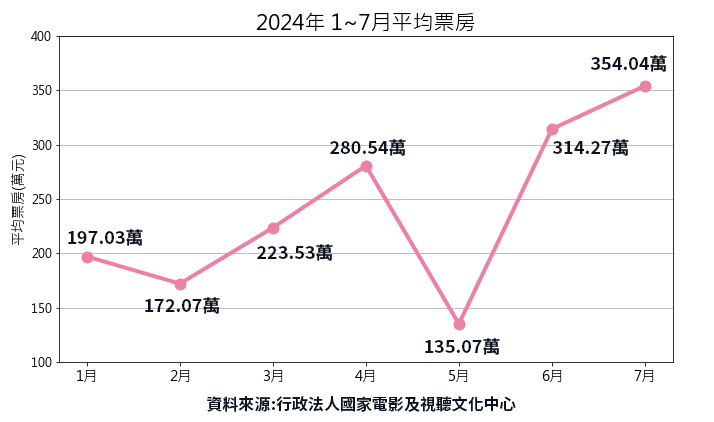 2024年 1~7月平均票房
平均票房(萬元)
400
350
300
250
200
150
100
197.03萬
172.07萬
223.53萬
280.54萬
135.07萬
314.27萬
354.04萬
1月 2月 3月 4月 5月 6月 7月
資料來源:行政法人國家電影及視聽文化中心